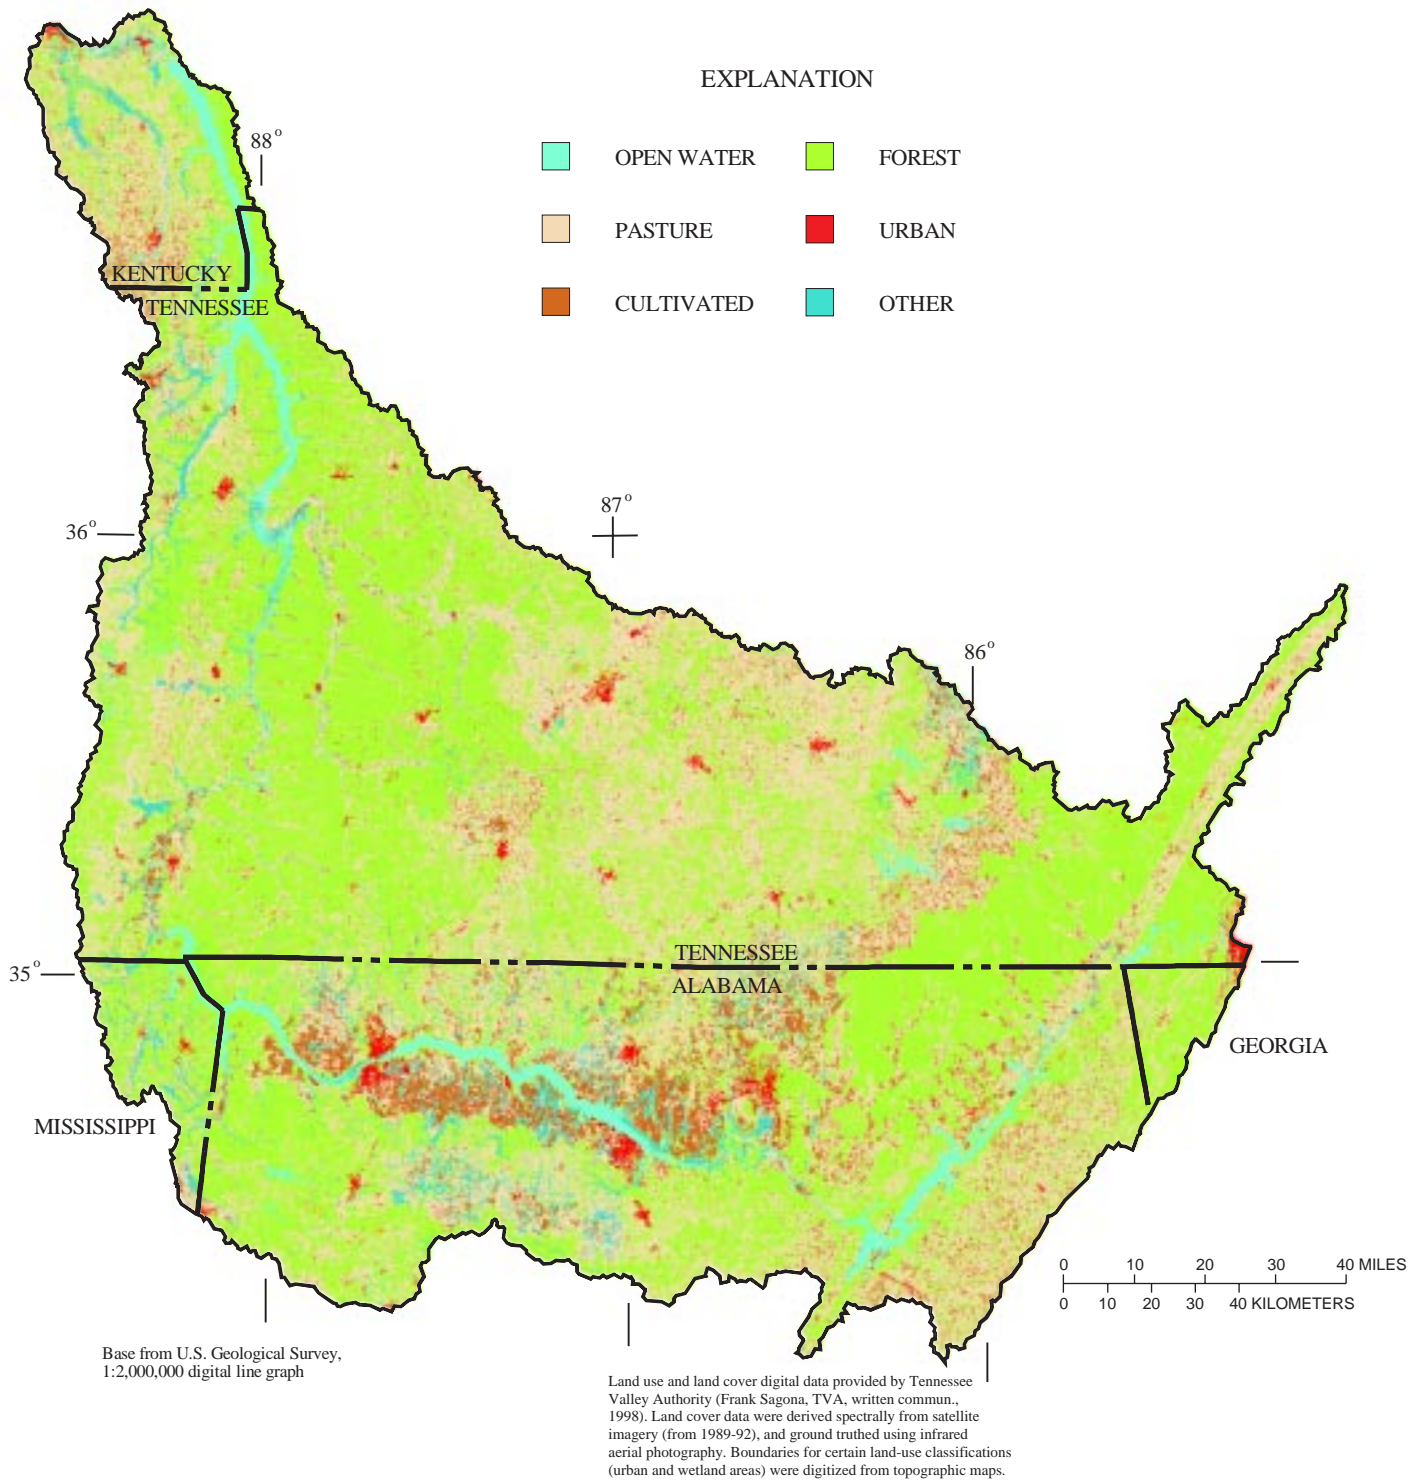 EXPLANATION
OPEN WATER
FOREST
PASTURE
URBAN
CULTIVATED
OTHER
88°
KENTUCKY
TENNESSEE
36°
87°
86°
35°
TENNESSEE
ALABAMA
GEORGIA
MISSISSIPPI
0 10 20 30 40 MILES
0 10 20 30 40 KILOMETERS
Base from U.S. Geological Survey,
1:2,000,000 digital line graph
Land use and land cover digital data provided by Tennessee
Valley Authority (Frank Sagona, TVA, written commun.,
1998). Land cover data were derived spectrally from satellite
imagery (from 1989-92), and ground truthed using infrared
aerial photography. Boundaries for certain land-use classifications
(urban and wetland areas) were digitized from topographic maps.